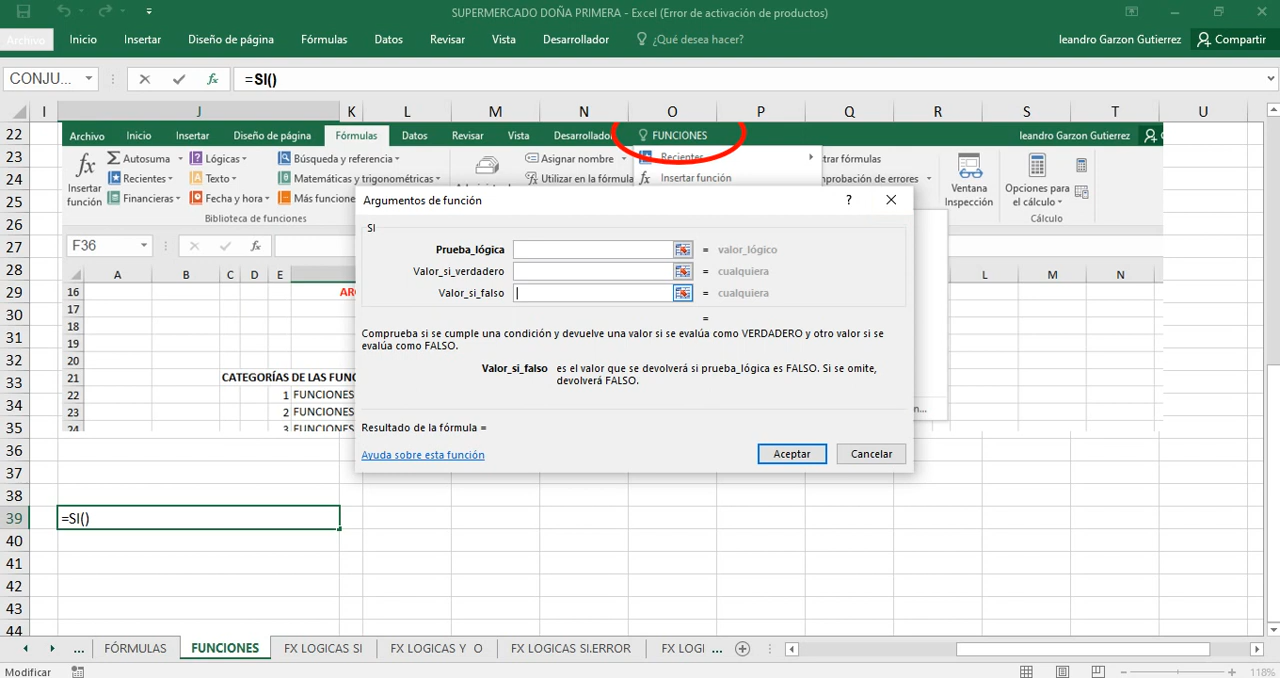 SUPERMERCADO DOÑA PRIMERA - Excel (Error de activación de productos)
Archivo Inicio Insertar Diseño de página Fórmulas Datos Revisar Vista Desarrollador ¿Qué desea hacer? leandro Garzon Gutierrez Compartir
CONJU... fx =SI()
I J K L M N O P Q R S T U
22 Archivo Inicio Insertar Diseño de página Fórmulas Datos Revisar Vista Desarrollador FUNCIONES leandro Garzon Gutierrez
23 Autosuma Lógicas Búsqueda y referencia Asignar nombre Recientes trar fórmulas
24 fx Insertar función Recientes Texto Matemáticas y trigonométricas Utilizar en la fórmula fx Insertar función probación de errores Ventana Inspección Opciones para el cálculo
25 Financieras Fecha y hora Más funciones
26 Biblioteca de funciones Cálculo
27 F36 fx
28 A B C D E L M N
29 16 AR
30 17
31 18
32 19
20
33 21 CATEGORÍAS DE LAS FUNC
34 22 1 FUNCIONES
23 2 FUNCIONES n...
35 24 3 FUNCIONES
36
37
38
39 =SI()
40
41
42
43
44
Argumentos de función ?
SI
Prueba_lógica = valor_lógico
Valor_si_verdadero = cualquiera
Valor_si_falso = cualquiera
=
Comprueba si se cumple una condición y devuelve una valor si se evalúa como VERDADERO y otro valor si se
evalúa como FALSO.
Valor_si_falso es el valor que se devolverá si prueba_lógica es FALSO. Si se omite,
devolverá FALSO.
Resultado de la fórmula =
Ayuda sobre esta función Aceptar Cancelar
... FÓRMULAS FUNCIONES FX LOGICAS SI FX LOGICAS Y O FX LOGICAS SI.ERROR FX LOGI ...
Modificar 118%